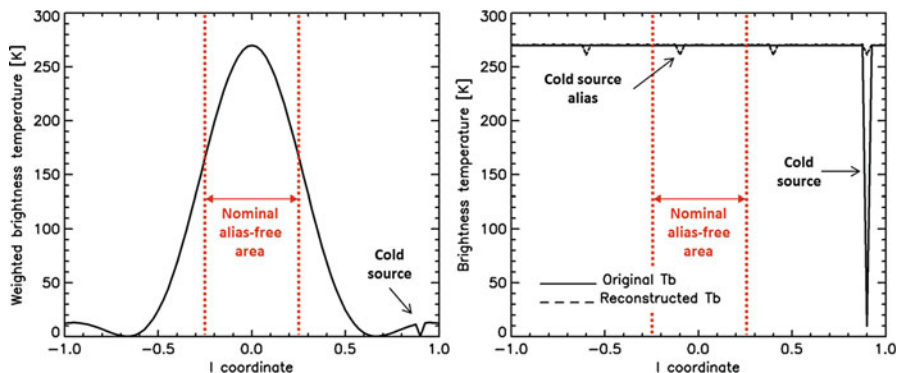 300
250
200
150
100
50
0
Weighted brightness temperature [K]
Nominal
alias-free
area
Cold
source
-1.0 -0.5 0.0 0.5 1.0
l coordinate
300
250
200
150
100
50
0
Brightness temperature [K]
Cold source
alias
Cold
source
Nominal
alias-free
area
Original Tb
Reconstructed Tb
-1.0 -0.5 0.0 0.5 1.0
l coordinate